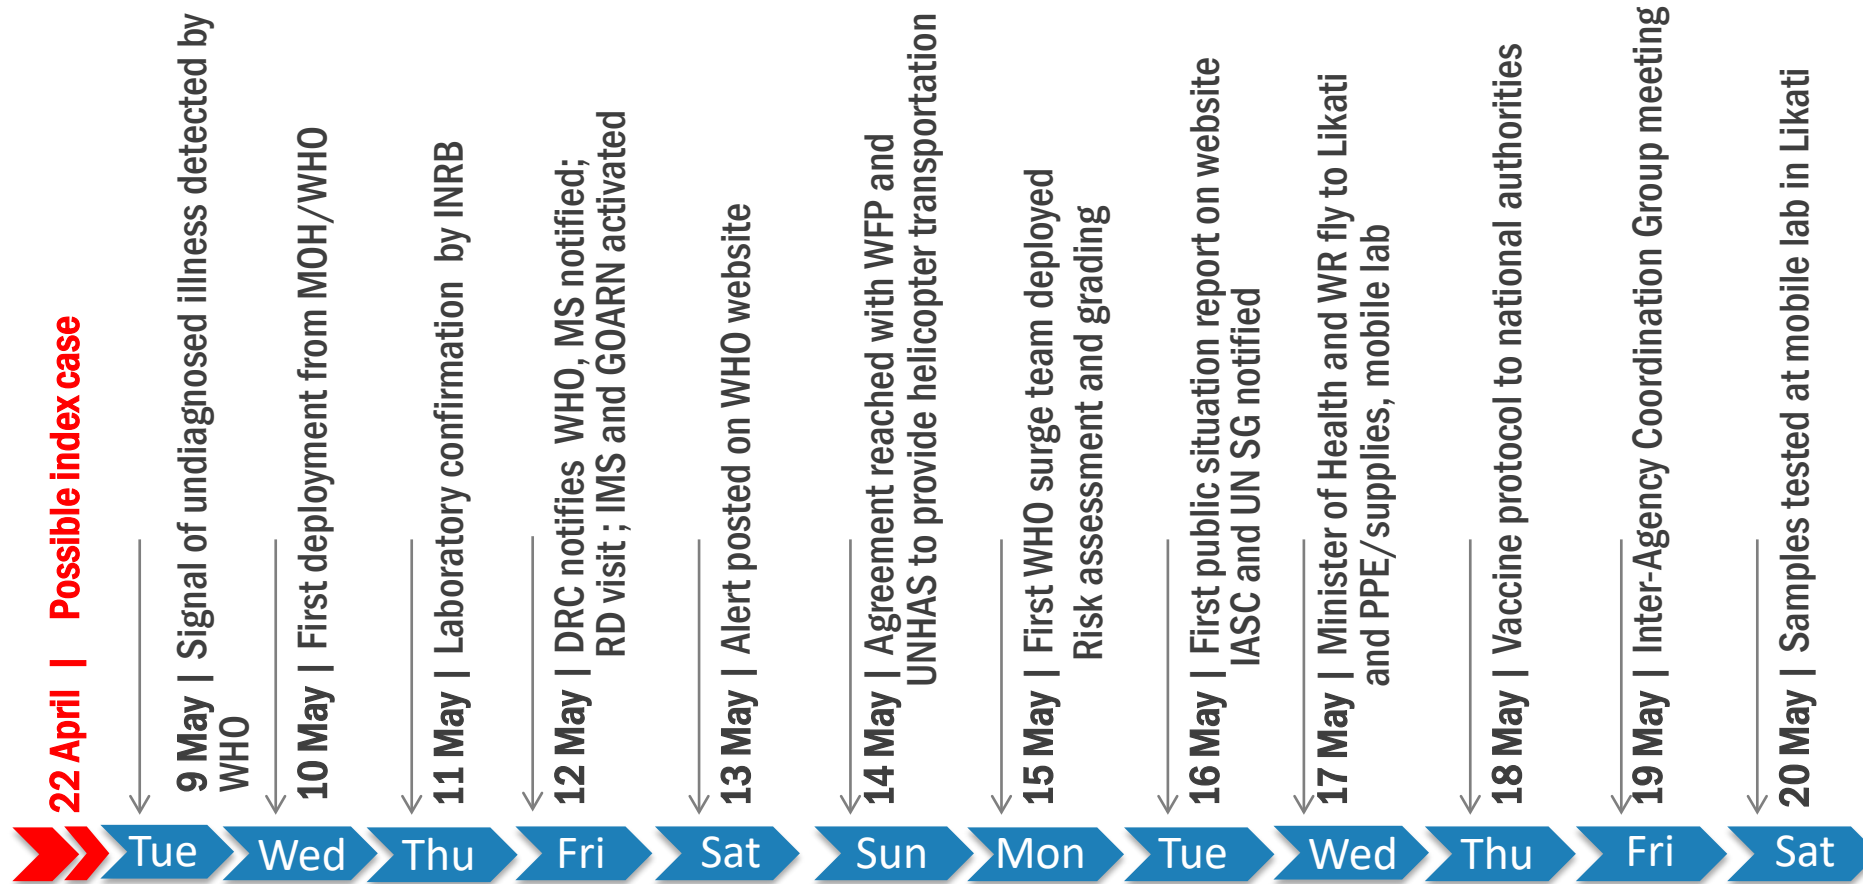 22 April | Possible index case
9 May | Signal of undiagnosed illness detected by
WHO
10 May | First deployment from MOH/WHO
11 May | Laboratory confirmation by INRB
12 May | DRC notifies WHO, MS notified;
RD visit ; IMS and GOARN activated
13 May | Alert posted on WHO website
14 May | Agreement reached with WFP and
UNHAS to provide helicopter transportation
15 May | First WHO surge team deployed
Risk assessment and grading
16 May | First public situation report on website
IASC and UN SG notified
17 May | Minister of Health and WR fly to Likati
and PPE/supplies, mobile lab
18 May | Vaccine protocol to national authorities
19 May | Inter-Agency Coordination Group meeting
20 May | Samples tested at mobile lab in Likati
Tue
Wed
Thu
Fri
Sat
Sun
Mon
Tue
Wed
Thu
Fri
Sat